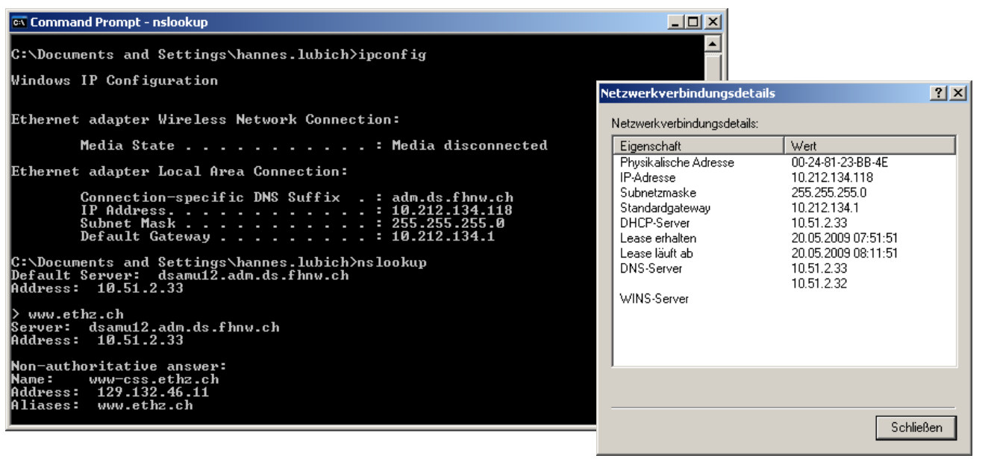 Command Prompt - nslookup
C:\Documents and Settings\hannes.lubich>ipconfig
Windows IP Configuration
Ethernet adapter Wireless Network Connection:
Media State . . . . . . . . . . . : Media disconnected
Ethernet adapter Local Area Connection:
Connection-specific DNS Suffix . : adm.ds.fhnw.ch
IP Address. . . . . . . . . . . . : 10.212.134.118
Subnet Mask . . . . . . . . . . . : 255.255.255.0
Default Gateway . . . . . . . . . : 10.212.134.1
C:\Documents and Settings\hannes.lubich>nslookup
Default Server: dsamu12.adm.ds.fhnw.ch
Address: 10.51.2.33
> www.ethz.ch
Server: dsamu12.adm.ds.fhnw.ch
Address: 10.51.2.33
Non-authoritative answer:
Name: www-css.ethz.ch
Address: 129.132.46.11
Aliases: www.ethz.ch
Netzwerkverbindungsdetails
Netzwerkverbindungsdetails:
Eigenschaft Wert
Physikalische Adresse 00-24-81-23-BB-4E
IP-Adresse 10.212.134.118
Subnetzmaske 255.255.255.0
Standardgateway 10.212.134.1
DHCP-Server 10.51.2.33
Lease erhalten 20.05.2009 07:51:51
Lease läuft ab 20.05.2009 08:11:51
DNS-Server 10.51.2.33
10.51.2.32
WINS-Server
Schließen